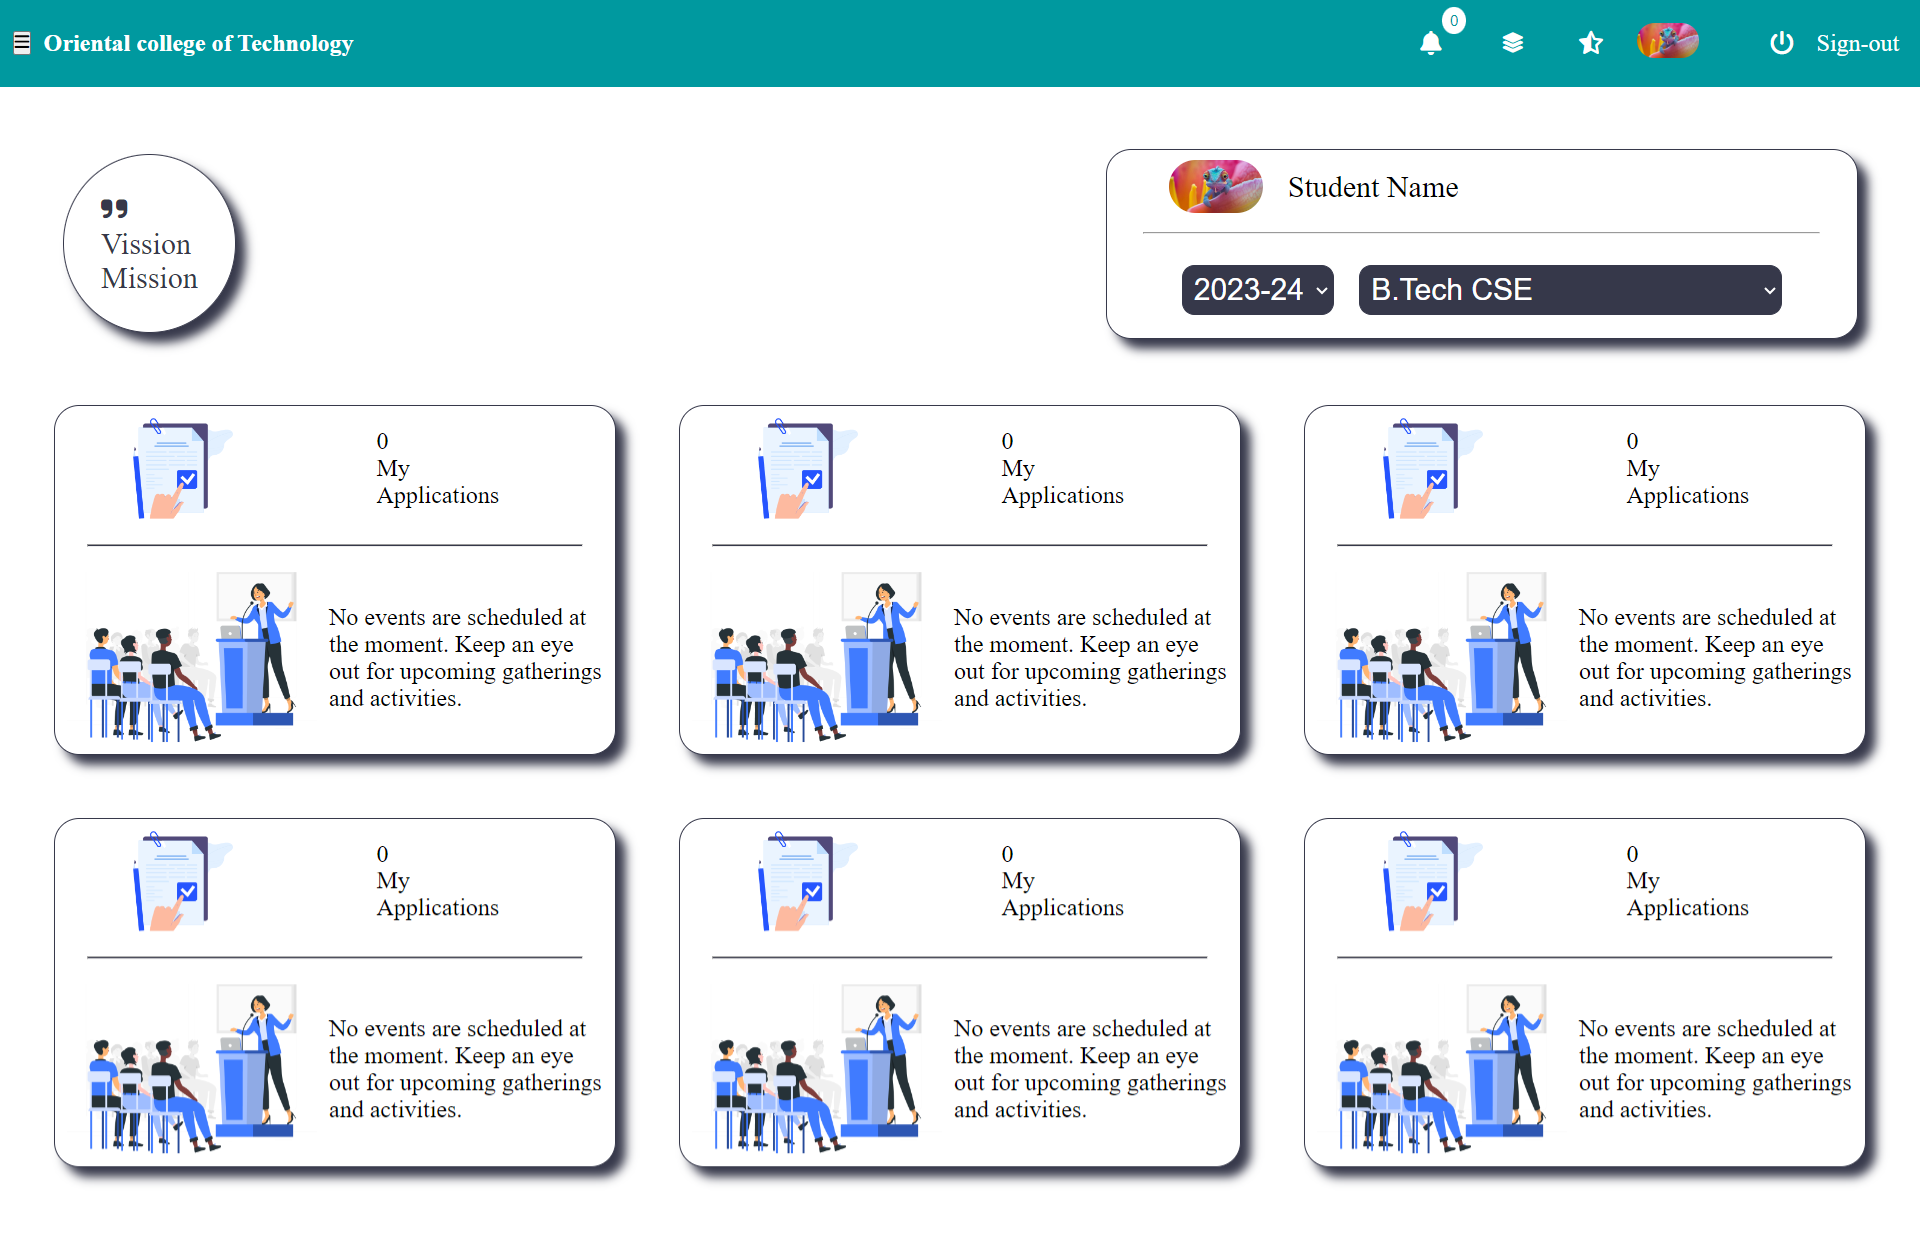 Oriental college of Technology
0
Sign-out
Vission
Mission
Student Name
2023-24
B.Tech CSE
0
My
Applications
No events are scheduled at
the moment. Keep an eye
out for upcoming gatherings
and activities.
0
My
Applications
No events are scheduled at
the moment. Keep an eye
out for upcoming gatherings
and activities.
0
My
Applications
No events are scheduled at
the moment. Keep an eye
out for upcoming gatherings
and activities.
0
My
Applications
No events are scheduled at
the moment. Keep an eye
out for upcoming gatherings
and activities.
0
My
Applications
No events are scheduled at
the moment. Keep an eye
out for upcoming gatherings
and activities.
0
My
Applications
No events are scheduled at
the moment. Keep an eye
out for upcoming gatherings
and activities.